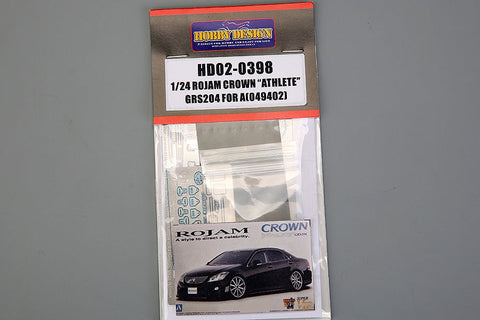 HOBBY DESIGN
HD02-0398
1/24 ROJAM CROWN "ATHLETE"
GRS204 FOR A(049402)
ROJAM
A style to direct a celebrity.
CROWN